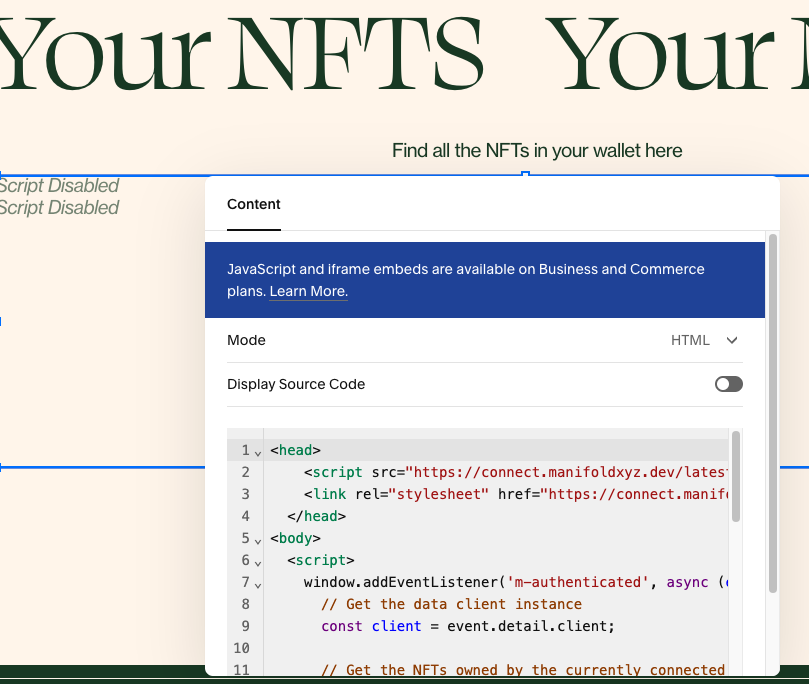 Your NFTS Your
Find all the NFTs in your wallet here
Script Disabled
Script Disabled
Content
JavaScript and iframe embeds are available on Business and Commerce
plans. Learn More.
Mode HTML
Display Source Code
1 <head>
2 <script src="https://connect.manifoldxyz.dev/lates
3 <link rel="stylesheet" href="https://connect.manif
4 </head>
5 <body>
6 <script>
7 window.addEventListener('m-authenticated', async (
8 // Get the data client instance
9 const client = event.detail.client;
10
11 // Get the NFTs owned by the currently connected